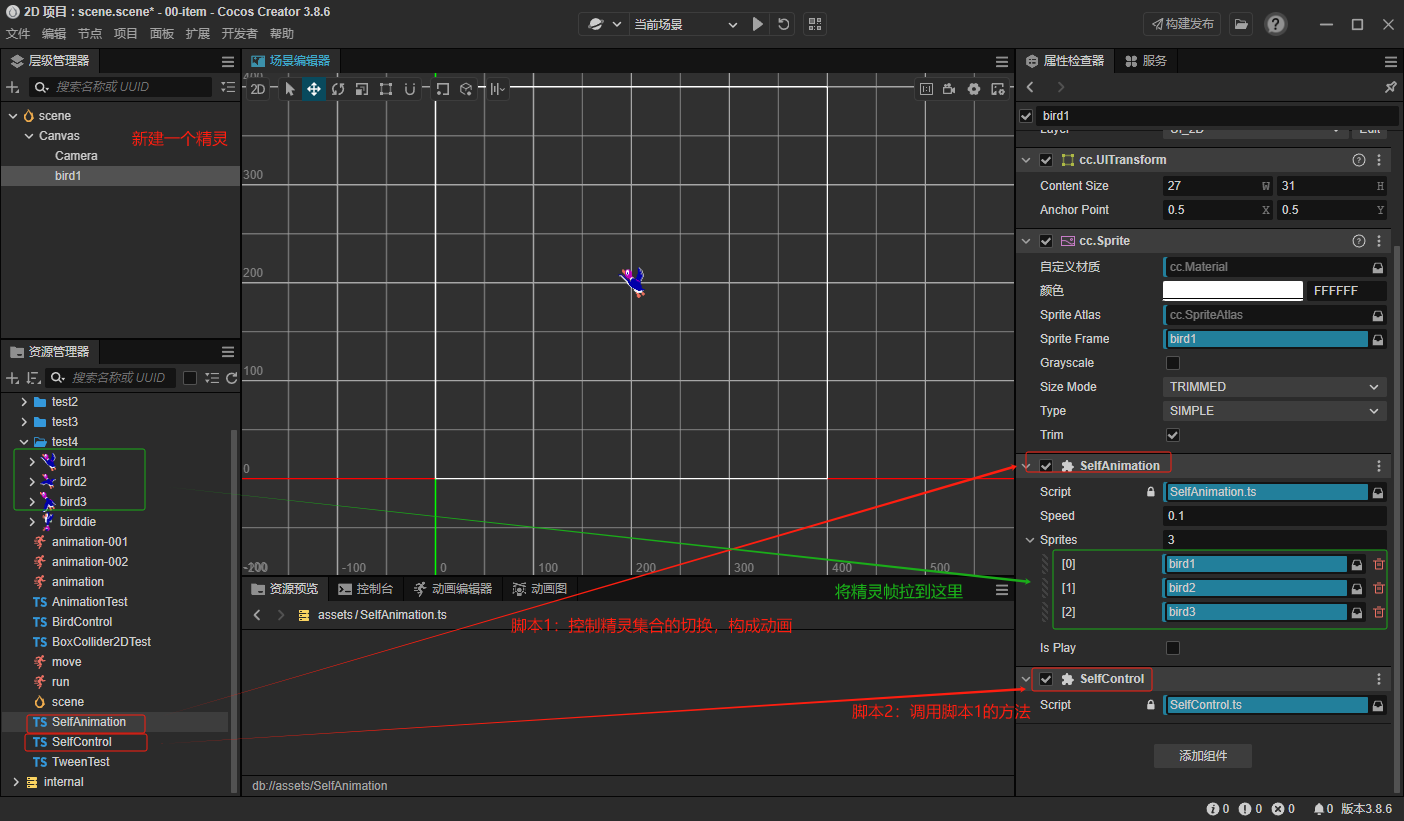 2D 项目 : scene.scene* - 00-item - Cocos Creator 3.8.6
文件 编辑 节点 项目 面板 扩展 开发者 帮助
当前场景
构建发布
层级管理器
搜索名称或 UUID
scene
Canvas
Camera
bird1
新建一个精灵
资源管理器
搜索名称或 UUID
test2
test3
test4
bird1
bird2
bird3
birddie
animation-001
animation-002
animation
AnimationTest
BirdControl
BoxCollider2DTest
move
run
scene
SelfAnimation
SelfControl
TweenTest
internal
场景编辑器
2D
400
300
200
100
0
-200
-100
0
100
200
300
400
500
资源预览 控制台 动画编辑器 动画图
assets / SelfAnimation.ts
将精灵帧拉到这里
脚本1：控制精灵集合的切换，构成动画
脚本2：调用脚本1的方法
db://assets/SelfAnimation
属性检查器 服务
bird1
Layer UI_2D Edit
cc.UITransform
Content Size 27 W 31 H
Anchor Point 0.5 X 0.5 Y
cc.Sprite
自定义材质 cc.Material
颜色 FFFFFF
Sprite Atlas cc.SpriteAtlas
Sprite Frame bird1
Grayscale
Size Mode TRIMMED
Type SIMPLE
Trim
SelfAnimation
Script SelfAnimation.ts
Speed 0.1
Sprites 3
[0] bird1
[1] bird2
[2] bird3
Is Play
SelfControl
Script SelfControl.ts
添加组件
0 0 0 0 版本3.8.6